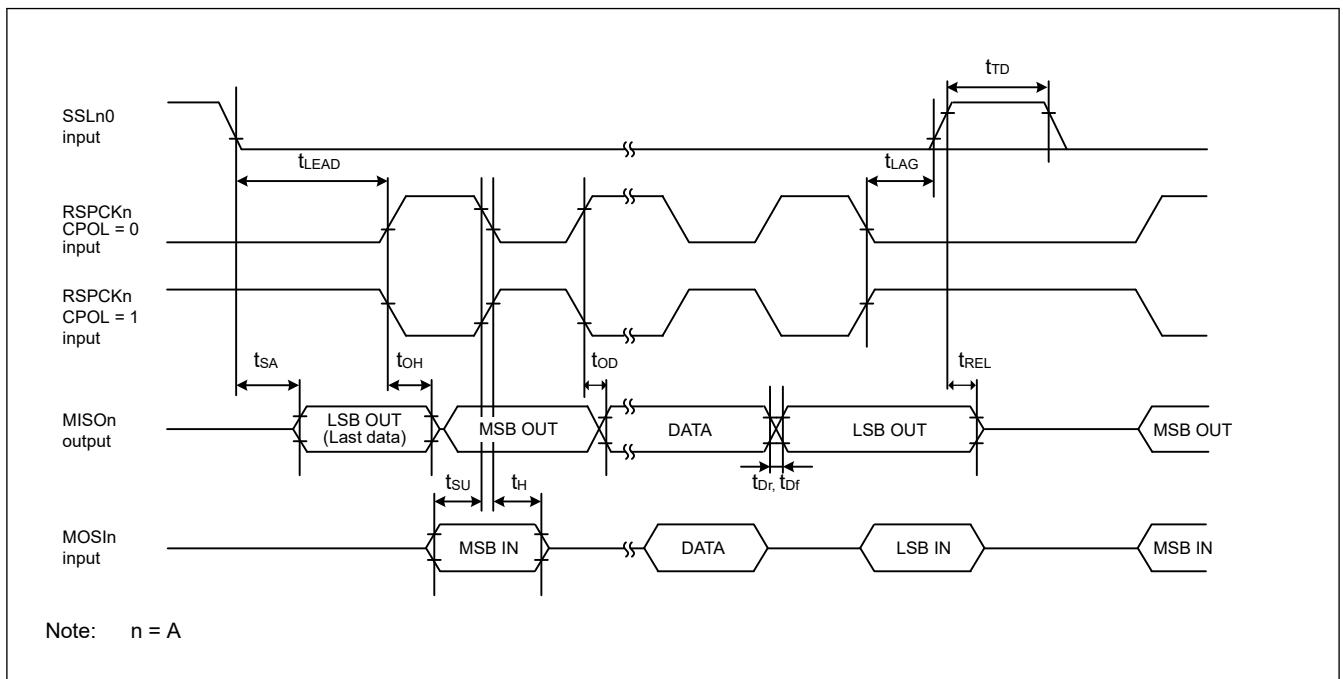 tTD
SSLn0
input
tLEAD
tLAG
RSPCKn
CPOL = 0
input
RSPCKn
CPOL = 1
input
tSA
tOH
tOD
tREL
MISOn
output
LSB OUT
(Last data)
MSB OUT
DATA
LSB OUT
MSB OUT
tSU
tH
tDr, tDf
MOSIn
input
MSB IN
DATA
LSB IN
MSB IN
Note: n = A